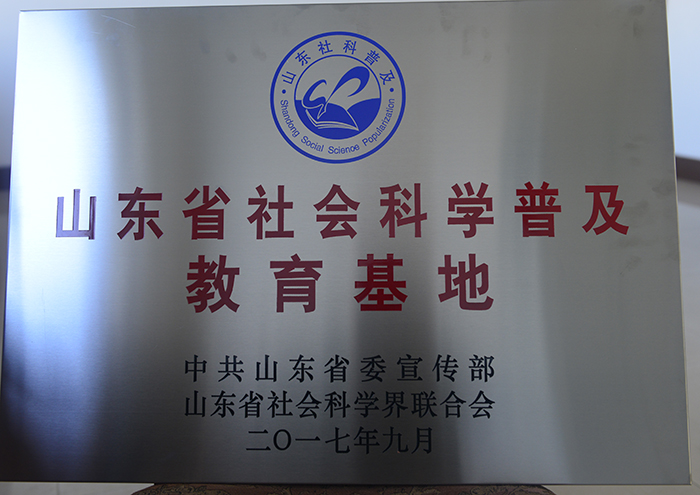 ·山东社科普及·
Shandong Social Science Popularization
山东省社会科学普及
教育基地
中共山东省委宣传部
山东省社会科学界联合会
二〇一七年九月